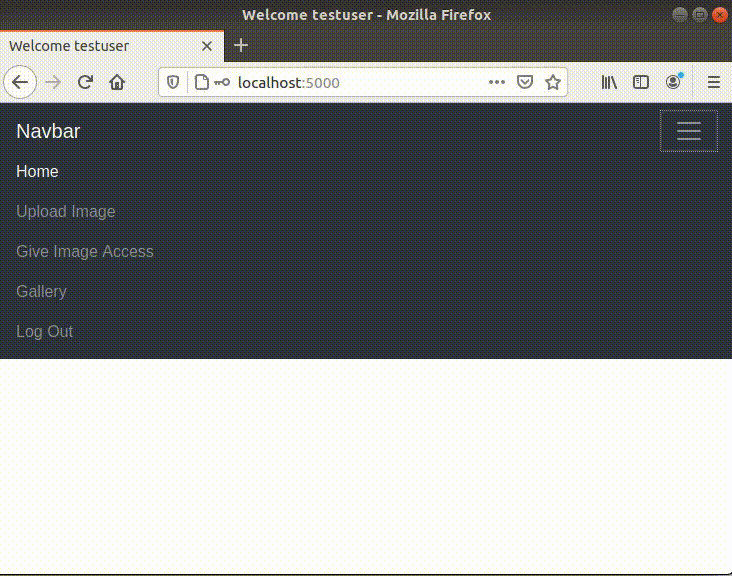 Welcome testuser - Mozilla Firefox
Welcome testuser
localhost:5000
Navbar
Home
Upload Image
Give Image Access
Gallery
Log Out